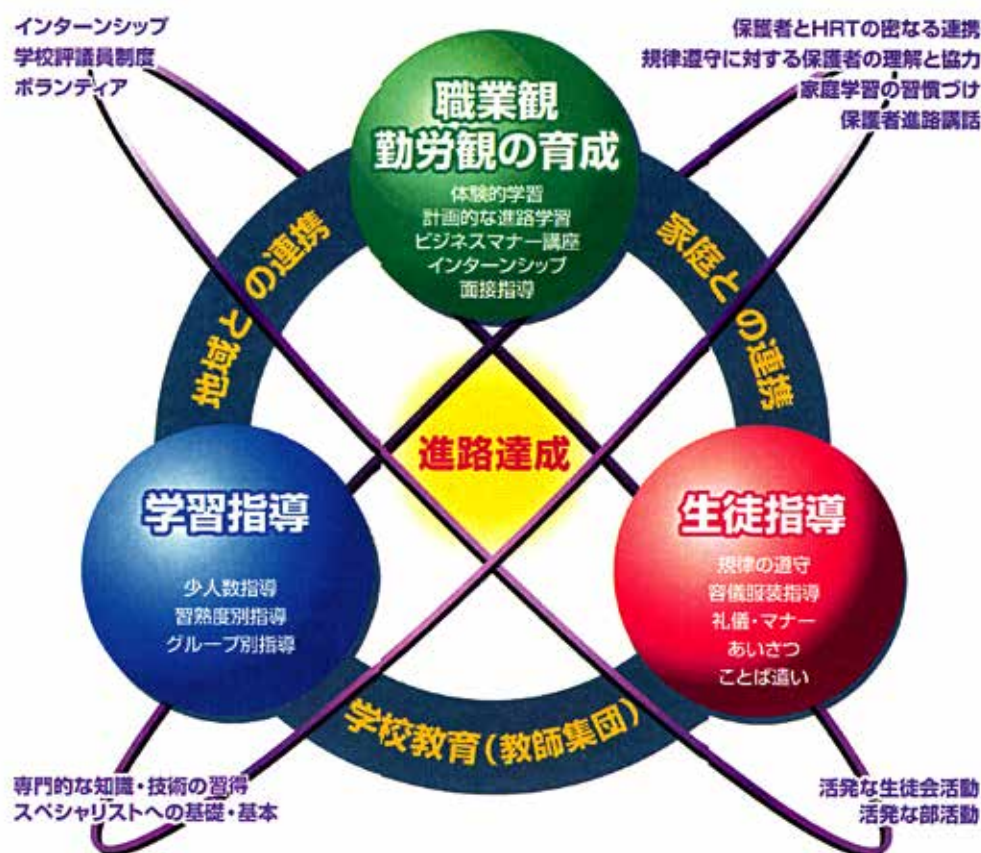 インターンシップ
学校評議員制度
ボランティア
保護者とHRTの密なる連携
規律遵守に対する保護者の理解と協力
家庭学習の習慣づけ
保護者進路講話
職業観
勤労観の育成
体験的学習
計画的な進路学習
ビジネスマナー講座
インターンシップ
面接指導
地域との連携
家庭との連携
進路達成
学習指導
少人数指導
習熟度別指導
グループ別指導
生徒指導
規律の遵守
容儀服装指導
礼儀・マナー
あいさつ
ことば遣い
学校教育(教師集団)
専門的な知識・技術の習得
スペシャリストへの基礎・基本
活発な生徒会活動
活発な部活動